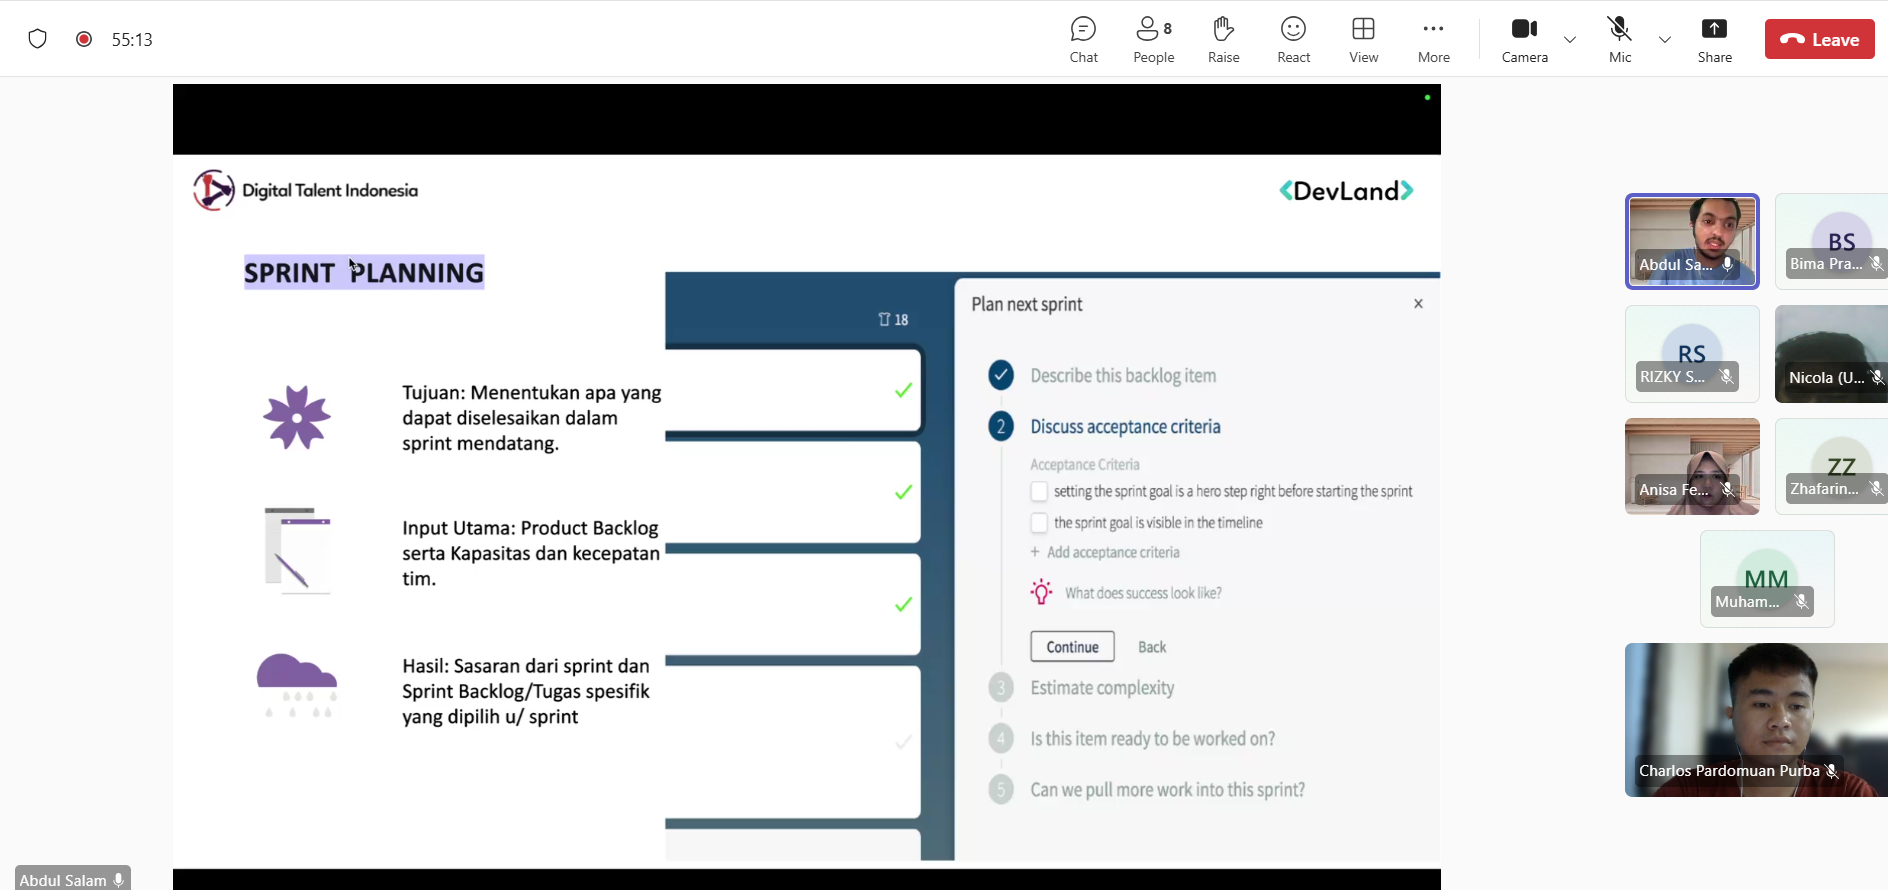 55:13
Chat
8
People
Raise
React
View
More
Camera
Mic
Share
Leave
Digital Talent Indonesia
<DevLand>
SPRINT PLANNING
Tujuan: Menentukan apa yang
dapat diselesaikan dalam
sprint mendatang.
Input Utama: Product Backlog
serta Kapasitas dan kecepatan
tim.
Hasil: Sasaran dari sprint dan
Sprint Backlog/Tugas spesifik
yang dipilih u/ sprint
18
Plan next sprint
Describe this backlog item
2 Discuss acceptance criteria
Acceptance Criteria
setting the sprint goal is a hero step right before starting the sprint
the sprint goal is visible in the timeline
+ Add acceptance criteria
What does success look like?
Continue Back
3 Estimate complexity
4 Is this item ready to be worked on?
5 Can we pull more work into this sprint?
Abdul Sa...
BS
Bima Pra...
RS
RIZKY S...
Nicola (U...
Anisa Fe...
ZZ
Zhafarin...
MM
Muham...
Charlos Pardomuan Purba
Abdul Salam